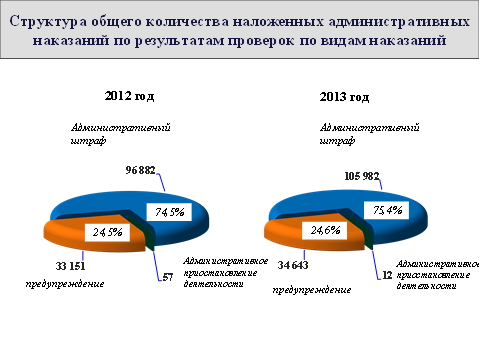 Структура общего количества наложенных административных
наказаний по результатам проверок по видам наказаний
2012 год
Административный
штраф
96 882
74,5%
24,5%
33 151
предупреждение
57
Административное
приостановление
деятельности
2013 год
Административный
штраф
105 982
75,4%
24,6%
34 643
предупреждение
12
Административное
приостановление
деятельности